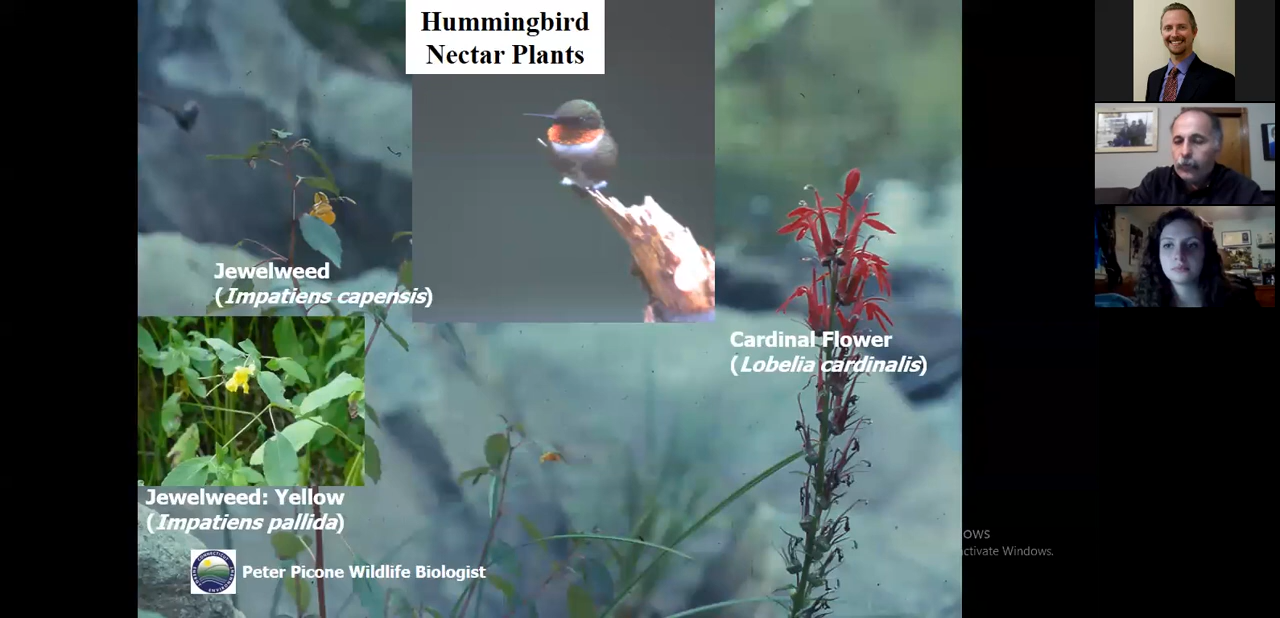 Hummingbird
Nectar Plants
Jewelweed
(Impatiens capensis)
Cardinal Flower
(Lobelia cardinalis)
Jewelweed: Yellow
(Impatiens pallida)
Peter Picone Wildlife Biologist
ows
activate Windows.